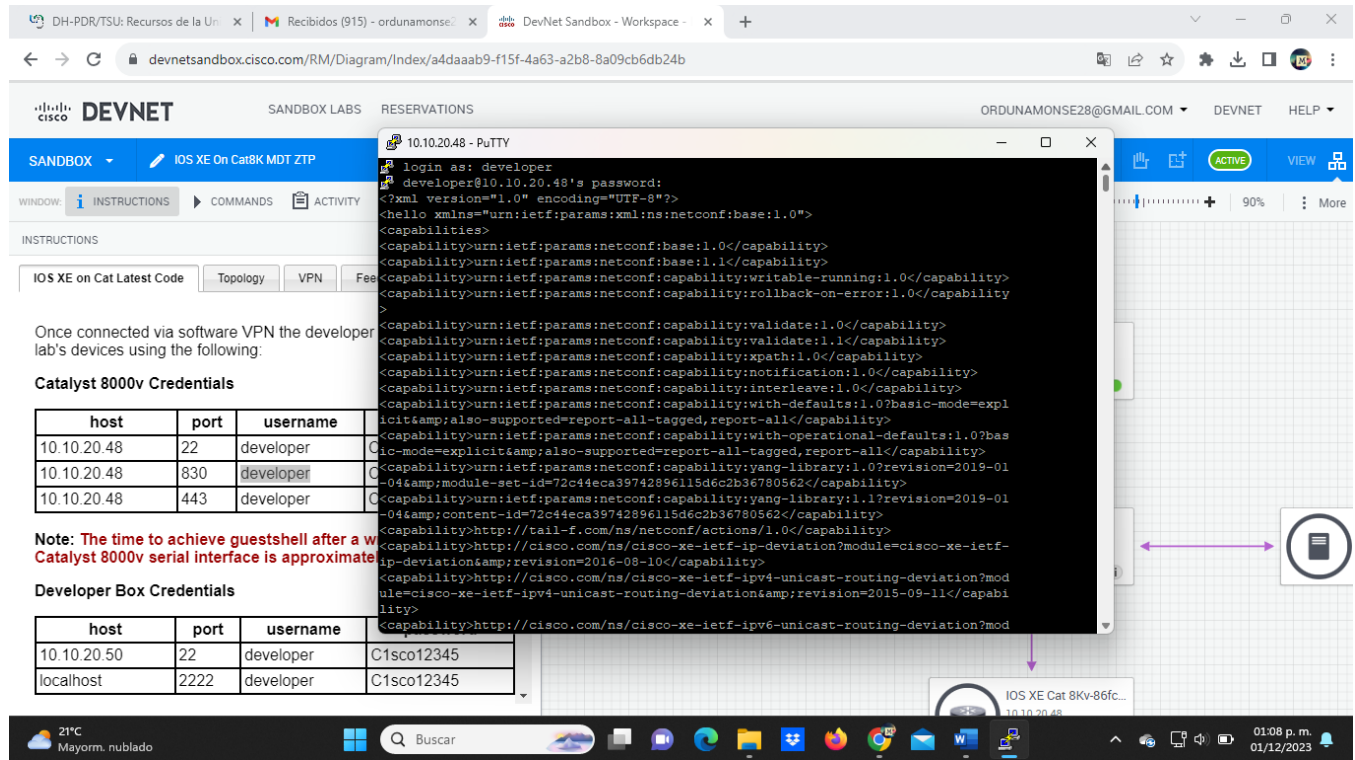 DH-PDR/TSU: Recursos de la Uni
Recibidos (915) - ordunamonse2
DevNet Sandbox - Workspace -
devnetsandbox.cisco.com/RM/Diagram/Index/a4daaab9-f15f-4a63-a2b8-8a09cb6db24b
cisco DEVNET
SANDBOX LABS
RESERVATIONS
ORDUNAMONSE28@GMAIL.COM
DEVNET
HELP
SANDBOX
IOS XE On Cat8K MDT ZTP
ACTIVE
VIEW
WINDOW:
INSTRUCTIONS
COMMANDS
ACTIVITY
90%
More
INSTRUCTIONS
IOS XE on Cat Latest Code
Topology
VPN
Fee
Once connected via software VPN the developer
lab's devices using the following:
Catalyst 8000v Credentials
host port username
10.10.20.48 22 developer C
10.10.20.48 830 developer C
10.10.20.48 443 developer C
Note: The time to achieve guestshell after a w
Catalyst 8000v serial interface is approximate
Developer Box Credentials
host port username
10.10.20.50 22 developer C1sco12345
localhost 2222 developer C1sco12345
10.10.20.48 - PuTTY
login as: developer
developer@10.10.20.48's password:
<?xml version="1.0" encoding="UTF-8"?>
<hello xmlns="urn:ietf:params:xml:ns:netconf:base:1.0">
<capabilities>
<capability>urn:ietf:params:netconf:base:1.0</capability>
<capability>urn:ietf:params:netconf:base:1.1</capability>
<capability>urn:ietf:params:netconf:capability:writable-running:1.0</capability>
<capability>urn:ietf:params:netconf:capability:rollback-on-error:1.0</capability
>
<capability>urn:ietf:params:netconf:capability:validate:1.0</capability>
<capability>urn:ietf:params:netconf:capability:validate:1.1</capability>
<capability>urn:ietf:params:netconf:capability:xpath:1.0</capability>
<capability>urn:ietf:params:netconf:capability:notification:1.0</capability>
<capability>urn:ietf:params:netconf:capability:interleave:1.0</capability>
<capability>urn:ietf:params:netconf:capability:with-defaults:1.0?basic-mode=expl
icit&amp;also-supported=report-all-tagged,report-all</capability>
<capability>urn:ietf:params:netconf:capability:with-operational-defaults:1.0?bas
ic-mode=explicit&amp;also-supported=report-all-tagged,report-all</capability>
<capability>urn:ietf:params:netconf:capability:yang-library:1.0?revision=2019-01
-04&amp;module-set-id=72c44eca39742896115d6c2b36780562</capability>
<capability>urn:ietf:params:netconf:capability:yang-library:1.1?revision=2019-01
-04&amp;content-id=72c44eca39742896115d6c2b36780562</capability>
<capability>http://tail-f.com/ns/netconf/actions/1.0</capability>
<capability>http://cisco.com/ns/cisco-xe-ietf-ip-deviation?module=cisco-xe-ietf-
ip-deviation&amp;revision=2016-08-10</capability>
<capability>http://cisco.com/ns/cisco-xe-ietf-ipv4-unicast-routing-deviation?mod
ule=cisco-xe-ietf-ipv4-unicast-routing-deviation&amp;revision=2015-09-11</capabi
lity>
<capability>http://cisco.com/ns/cisco-xe-ietf-ipv6-unicast-routing-deviation?mod
IOS XE Cat 8Kv-86fc...
10.10.20.48
21°C
Mayorm. nublado
Buscar
01:08 p. m.
01/12/2023